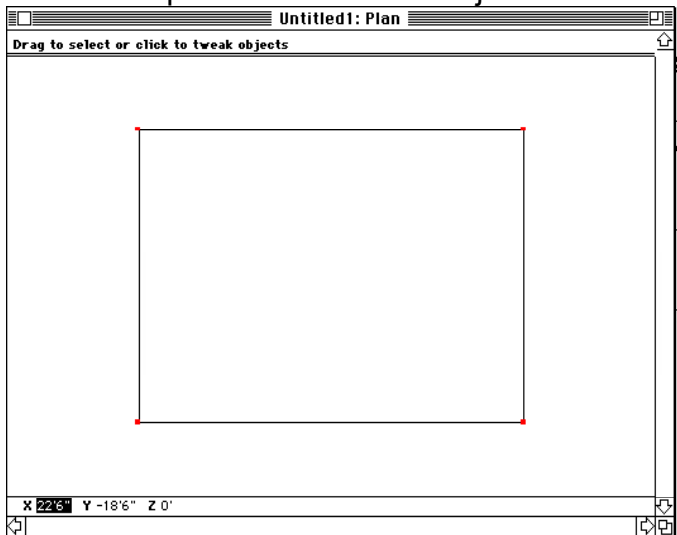 Untitled1: Plan
Drag to select or click to tweak objects
X 22'6" Y -18'6" Z 0'